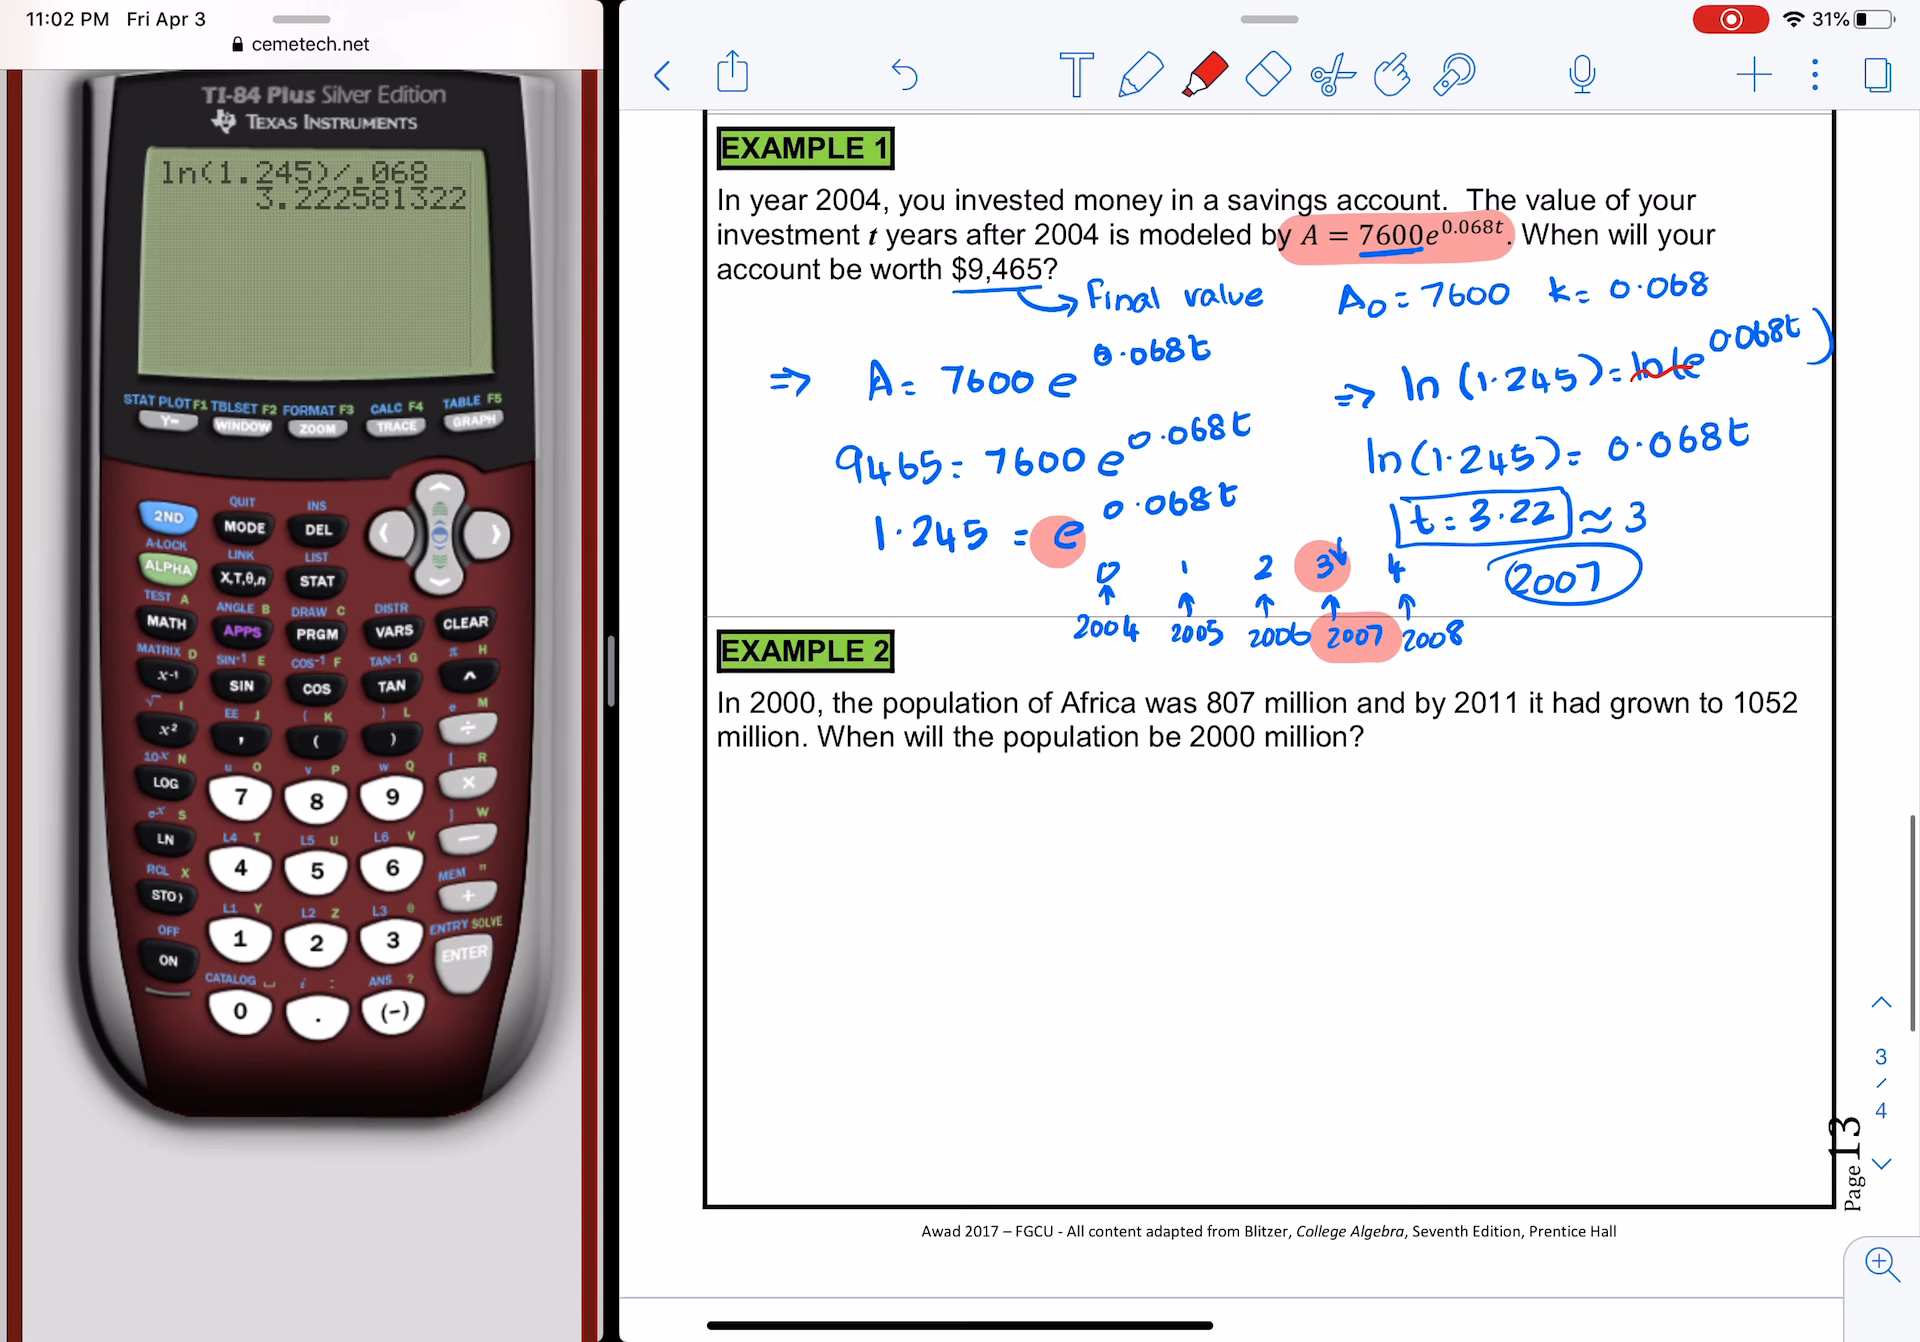 11:02 PM Fri Apr 3
cemetech.net
31%
TI-84 Plus Silver Edition
TEXAS INSTRUMENTS
ln(1.245)/.068
3.222581322
STAT PLOT F1 TBLSET F2 FORMAT F3 CALC F4 TABLE F5
Y= WINDOW ZOOM TRACE GRAPH
QUIT INS
2ND MODE DEL
A-LOCK LINK LIST
ALPHA X,T,θ,n STAT
TEST A ANGLE B DRAW C DISTR
MATH APPS PRGM VARS CLEAR
MATRIX D SIN⁻¹ E COS⁻¹ F TAN-1 G π H
x⁻¹ SIN COS TAN ^
√ I EE J { K } L e M
x² , ( ) ÷
10ˣ N u O v P w Q [ R
LOG 7 8 9 ×
eˣ S L4 T L5 U L6 V ] W
LN 4 5 6 −
RCL X L1 Y L2 Z L3 θ MEM "
STO⟩ 1 2 3 +
OFF ENTRY SOLVE
ON ENTER
CATALOG ⎵ i : ANS ?
0 . (-)
EXAMPLE 1
In year 2004, you invested money in a savings account. The value of your
investment t years after 2004 is modeled by A = 7600e^0.068t. When will your
account be worth $9,465?
Final value A₀ = 7600 k = 0.068
⇒ A = 7600 e^0.068t ⇒ ln (1.245) = ln(e^0.068t)
9465 = 7600 e^0.068t ln(1.245) = 0.068t
1.245 = e^0.068t t = 3.22 ≈ 3
0 1 2 3 4 2007
2004 2005 2006 2007 2008
EXAMPLE 2
In 2000, the population of Africa was 807 million and by 2011 it had grown to 1052
million. When will the population be 2000 million?
3
/
4
Page 13
Awad 2017 – FGCU - All content adapted from Blitzer, College Algebra, Seventh Edition, Prentice Hall